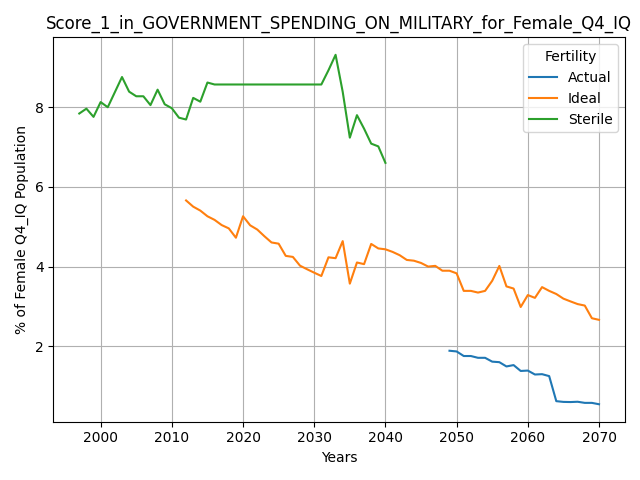 Score_1_in_GOVERNMENT_SPENDING_ON_MILITARY_for_Female_Q4_IQ
Fertility
Actual
Ideal
Sterile
% of Female Q4_IQ Population
8
6
4
2
2000 2010 2020 2030 2040 2050 2060 2070
Years